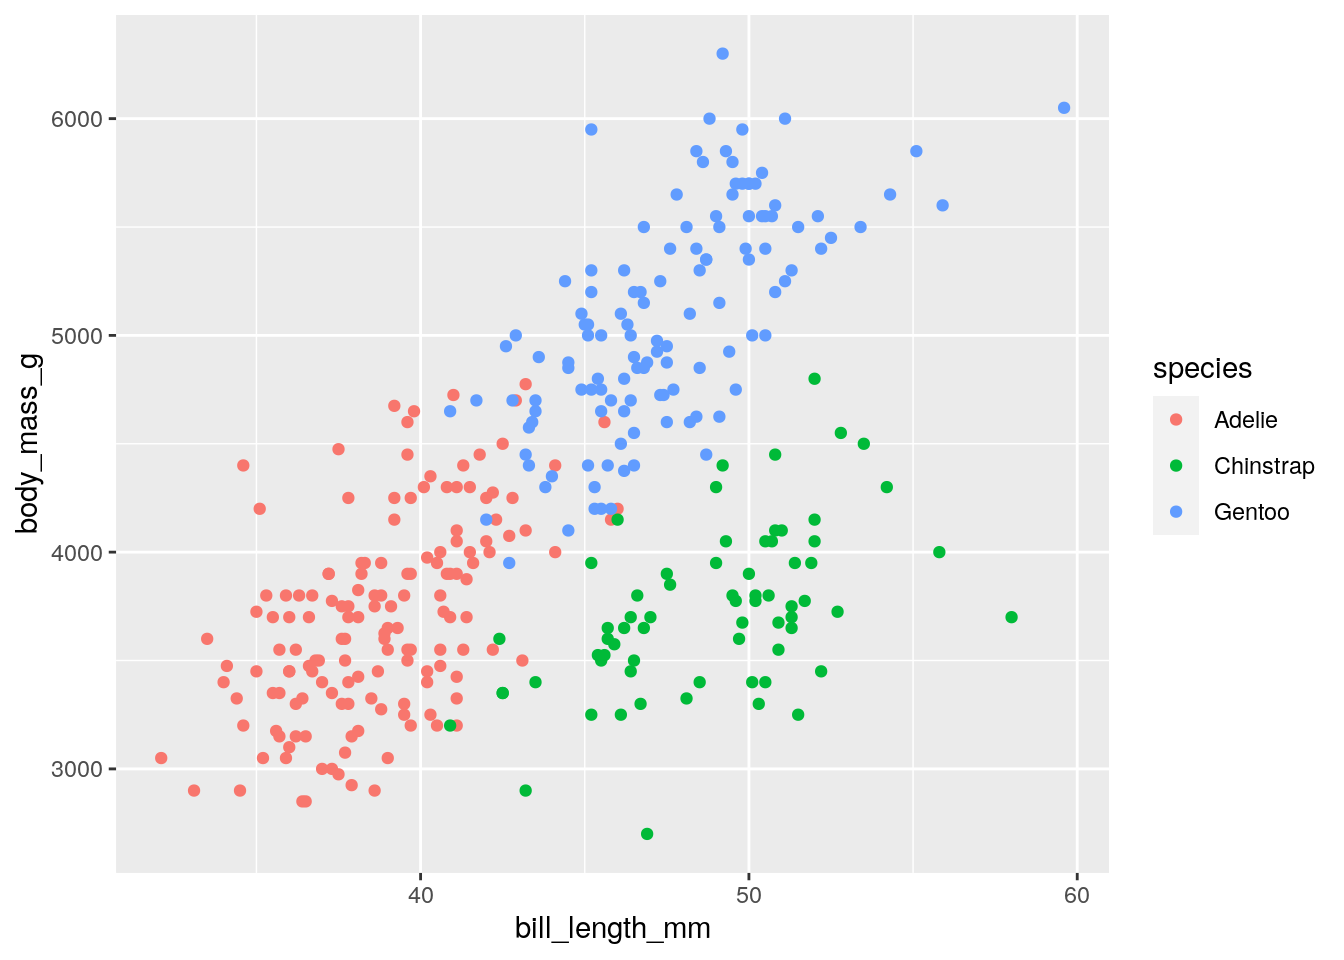 6000
5000
4000
3000
body_mass_g
40 50 60
bill_length_mm
species
Adelie
Chinstrap
Gentoo